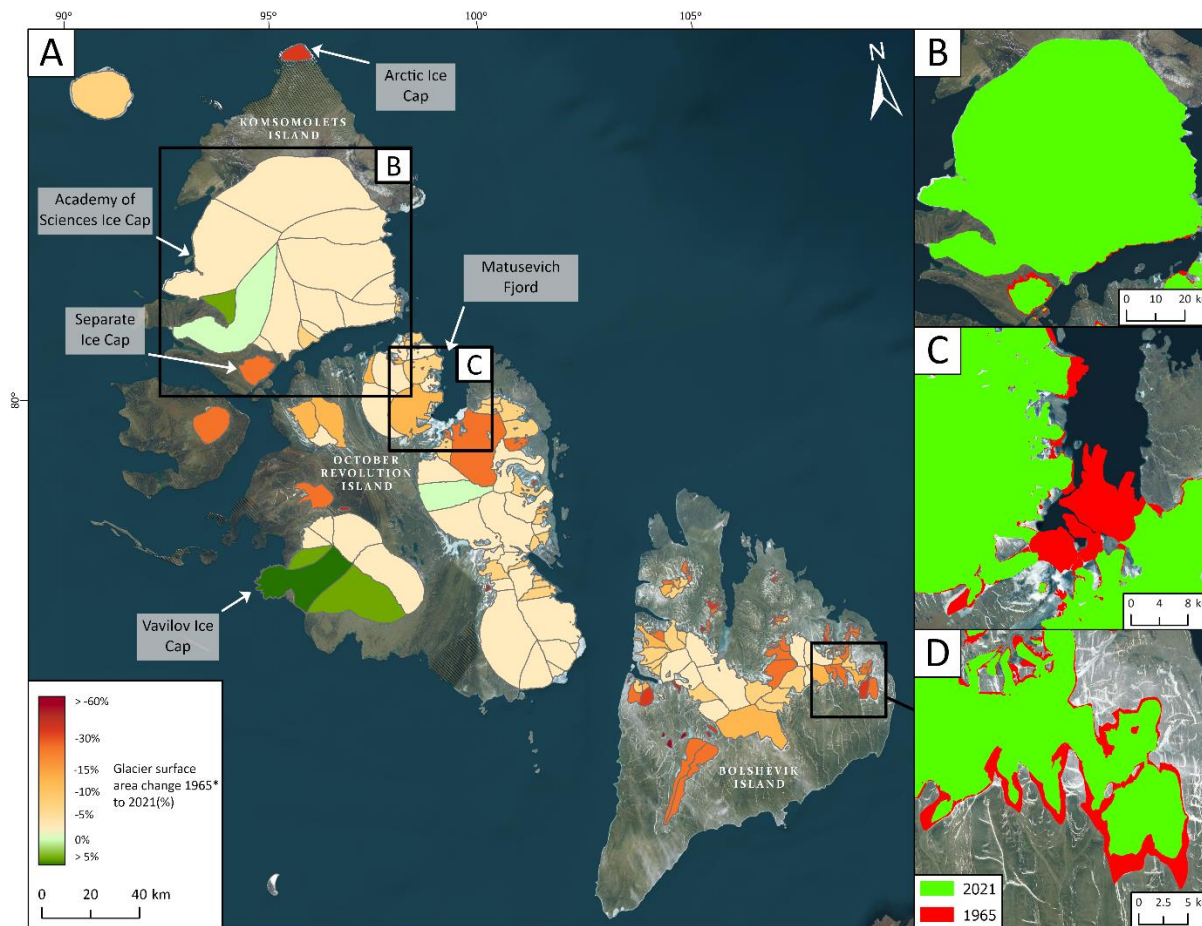 90°
95°
100°
105°
A
N
Arctic Ice
Cap
KOMSOMOLETS
ISLAND
B
Academy of
Sciences Ice Cap
Matusevich
Fjord
Separate
Ice Cap
C
80°
OCTOBER
REVOLUTION
ISLAND
Vavilov Ice
Cap
BOLSHEVIK
ISLAND
> -60%
-30%
-15%
-10%
-5%
0%
> 5%
Glacier surface
area change 1965*
to 2021(%)
0 20 40 km
B
0 10 20 k
C
0 4 8 k
D
2021
1965
0 2.5 5 k